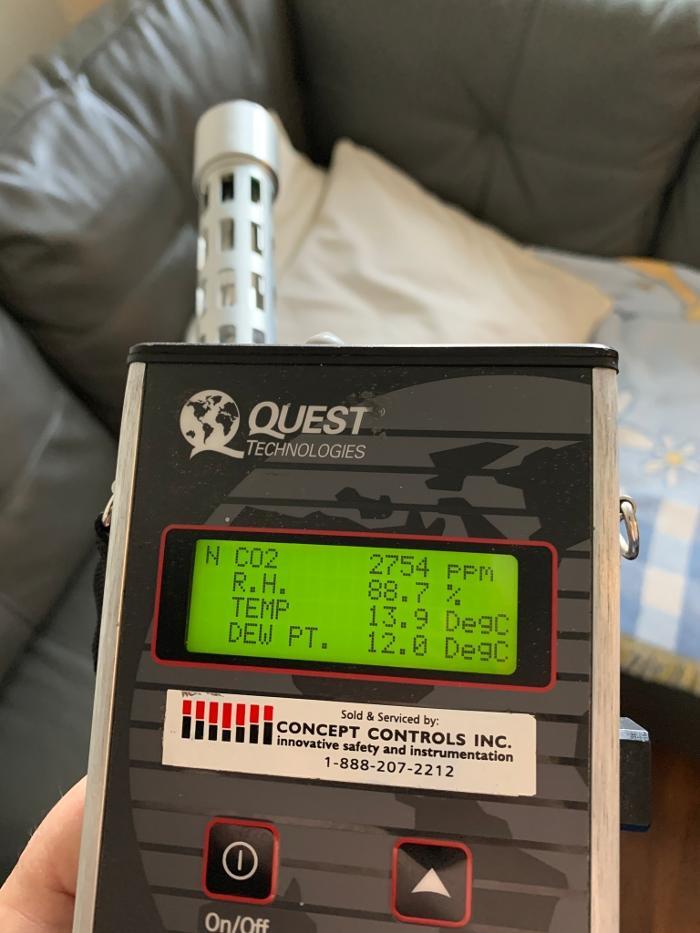 QUEST
TECHNOLOGIES
N CO2 2754 ppm
R.H. 88.7 %
TEMP 13.9 DegC
DEW PT. 12.0 DegC
Sold & Serviced by:
CONCEPT CONTROLS INC.
innovative safety and instrumentation
1-888-207-2212
On/Off